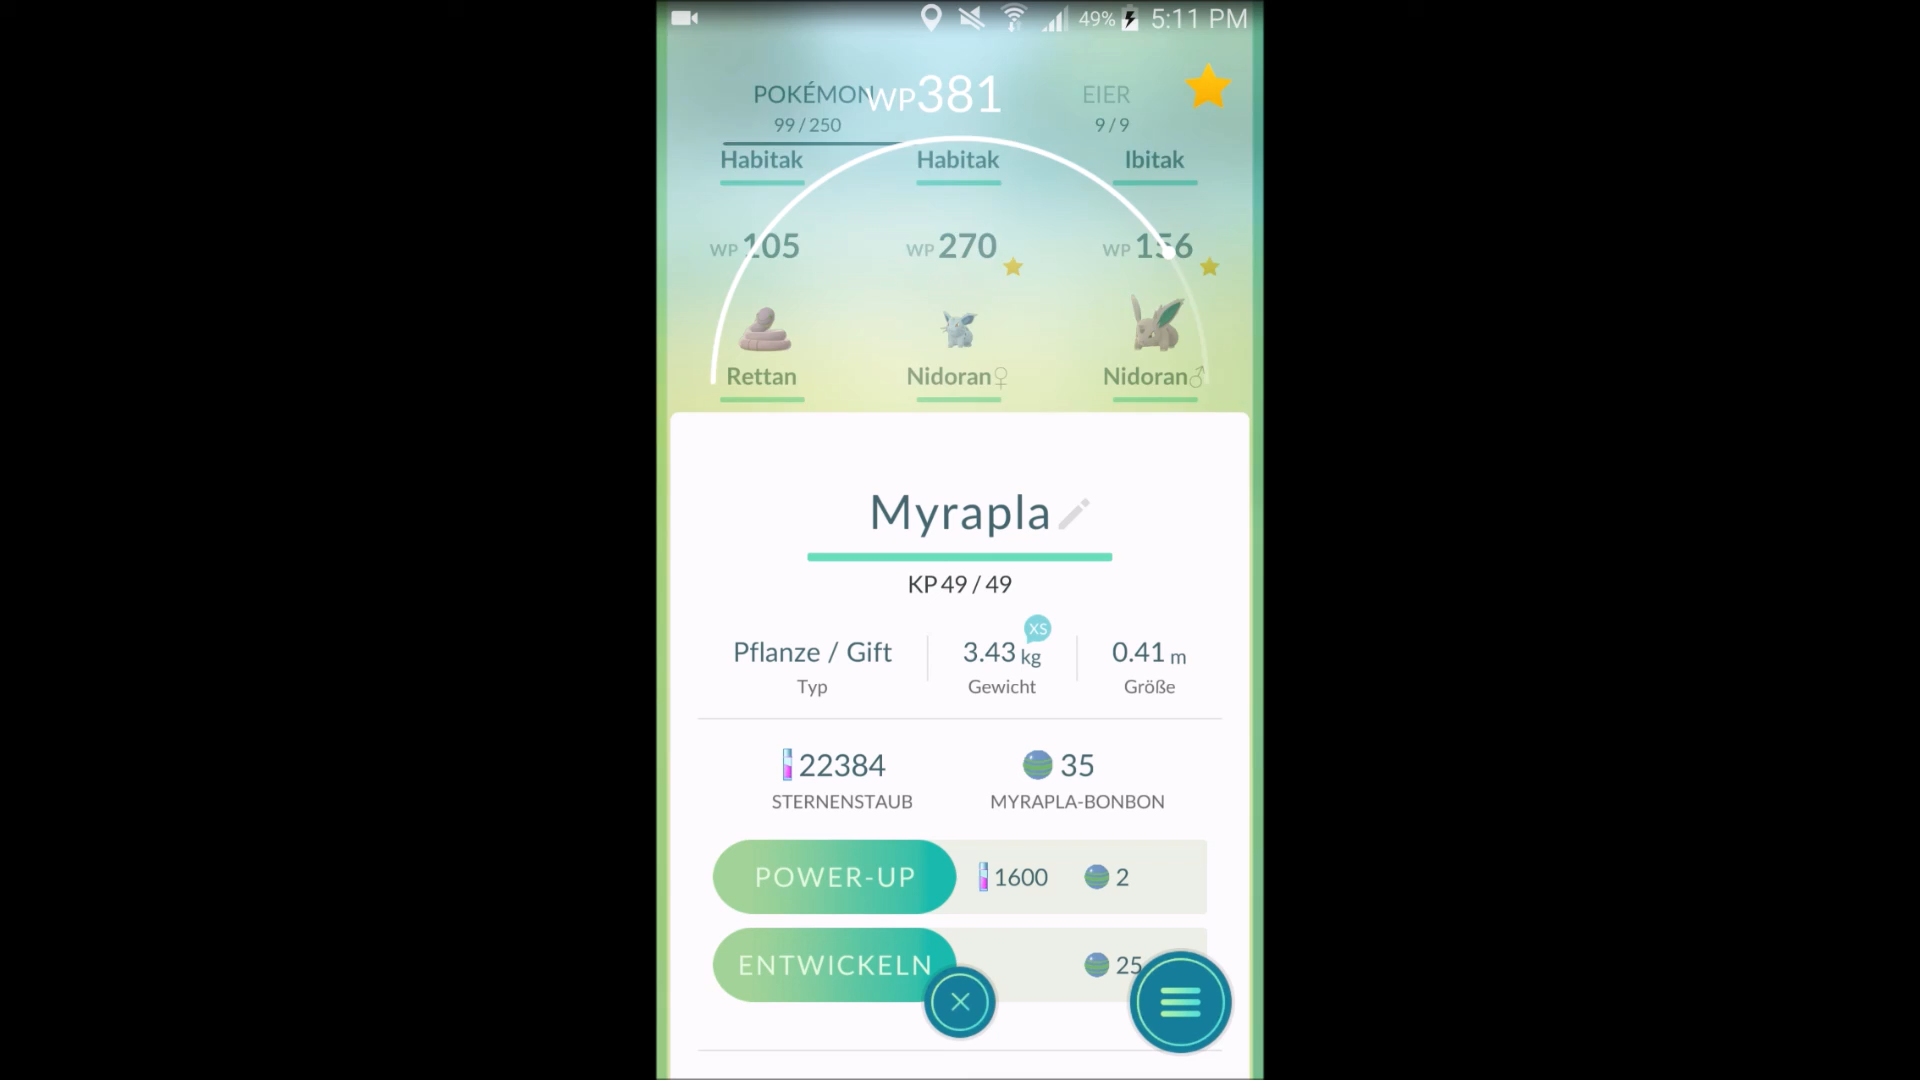 49% 5:11 PM
POKÉMON WP381 EIER
99/250 9/9
Habitak Habitak Ibitak
WP 105 WP 270 WP 156
Rettan Nidoran♀ Nidoran♂
Myrapla
KP 49 / 49
XS
Pflanze / Gift 3.43 kg 0.41 m
Typ Gewicht Größe
22384 35
STERNENSTAUB MYRAPLA-BONBON
POWER-UP 1600 2
ENTWICKELN 25